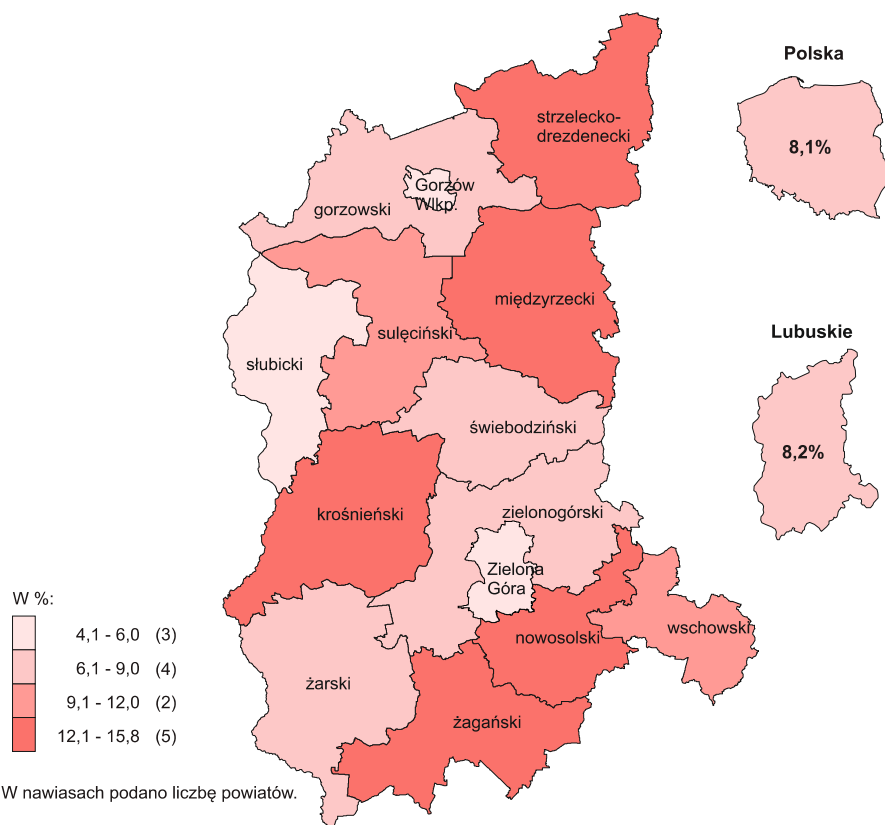 Polska
8,1%
strzelecko-
drezdenecki
Gorzów
Wlkp.
gorzowski
międzyrzecki
sulęciński
Lubuskie
8,2%
słubicki
świebodziński
krośnieński
zielonogórski
Zielona
Góra
nowosolski
wschowski
żarski
żagański
W %:
4,1 - 6,0 (3)
6,1 - 9,0 (4)
9,1 - 12,0 (2)
12,1 - 15,8 (5)
W nawiasach podano liczbę powiatów.